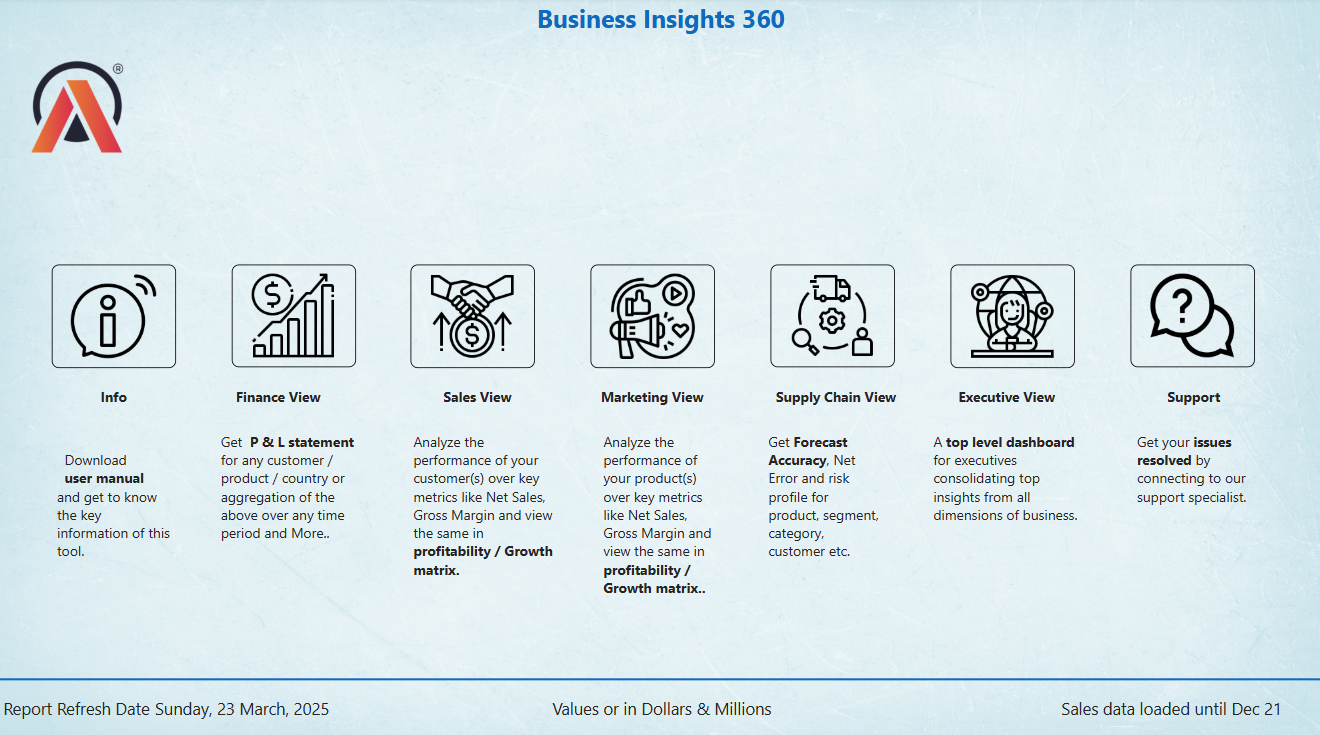 Business Insights 360
®
Info
Download
user manual
and get to know
the key
information of this
tool.
Finance View
Get P & L statement
for any customer /
product / country or
aggregation of the
above over any time
period and More..
Sales View
Analyze the
performance of your
customer(s) over key
metrics like Net Sales,
Gross Margin and view
the same in
profitability / Growth
matrix.
Marketing View
Analyze the
performance of
your product(s)
over key metrics
like Net Sales,
Gross Margin and
view the same in
profitability /
Growth matrix..
Supply Chain View
Get Forecast
Accuracy, Net
Error and risk
profile for
product, segment,
category,
customer etc.
Executive View
A top level dashboard
for executives
consolidating top
insights from all
dimensions of business.
Support
Get your issues
resolved by
connecting to our
support specialist.
Report Refresh Date Sunday, 23 March, 2025
Values or in Dollars & Millions
Sales data loaded until Dec 21